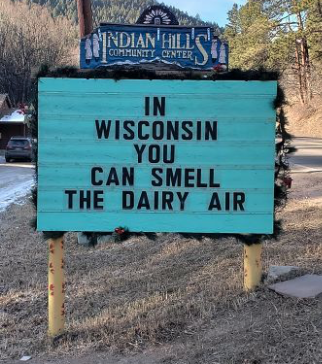 INDIAN HILLS
COMMUNITY CENTER
IN
WISCONSIN
YOU
CAN SMELL
THE DAIRY AIR